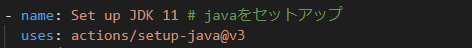 - name: Set up JDK 11 # javaをセットアップ
  uses: actions/setup-java@v3